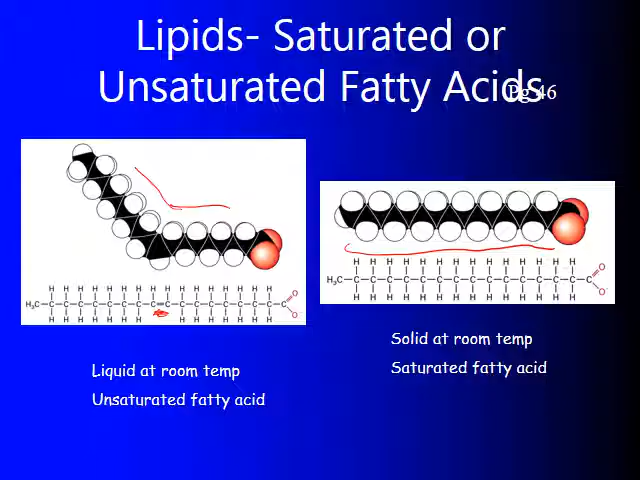 Lipids- Saturated or
Unsaturated Fatty Acids
Pg 46
H H H H H H H H H H H H H H H H
H₃C-C-C-C-C-C-C-C-C=C-C-C-C-C-C-C-C-C O
O⁻
H H H H H H H H H H H H H H
H H H H H H H H H H H H H H
H₃C-C-C-C-C-C-C-C-C-C-C-C-C-C-C-C O
O⁻
H H H H H H H H H H H H H H
Liquid at room temp
Unsaturated fatty acid
Solid at room temp
Saturated fatty acid